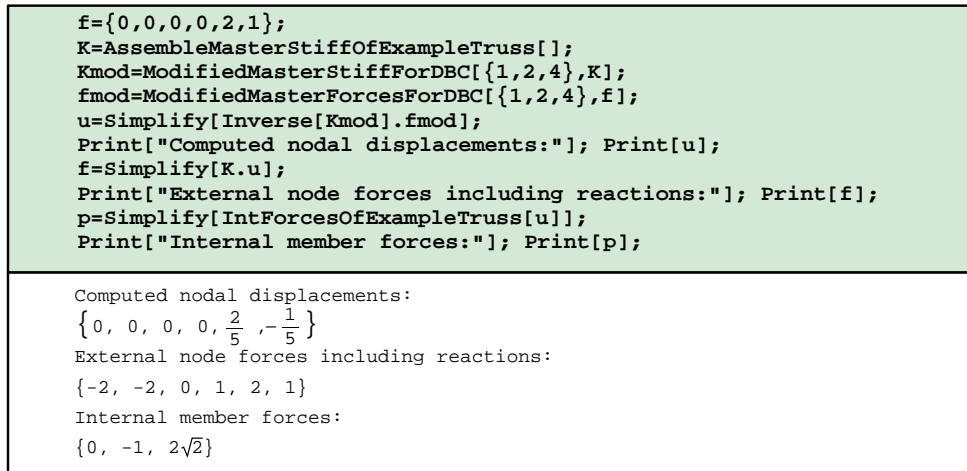 f={0,0,0,0,2,1};
K=AssembleMasterStiffOfExampleTruss[];
Kmod=ModifiedMasterStiffForDBC[{1,2,4},K];
fmod=ModifiedMasterForcesForDBC[{1,2,4},f];
u=Simplify[Inverse[Kmod].fmod];
Print["Computed nodal displacements:"]; Print[u];
f=Simplify[K.u];
Print["External node forces including reactions:"]; Print[f];
p=Simplify[IntForcesOfExampleTruss[u]];
Print["Internal member forces:"]; Print[p];
Computed nodal displacements:
{0, 0, 0, 0, 2/5 ,−1/5}
External node forces including reactions:
{-2, -2, 0, 1, 2, 1}
Internal member forces:
{0, -1, 2√2}